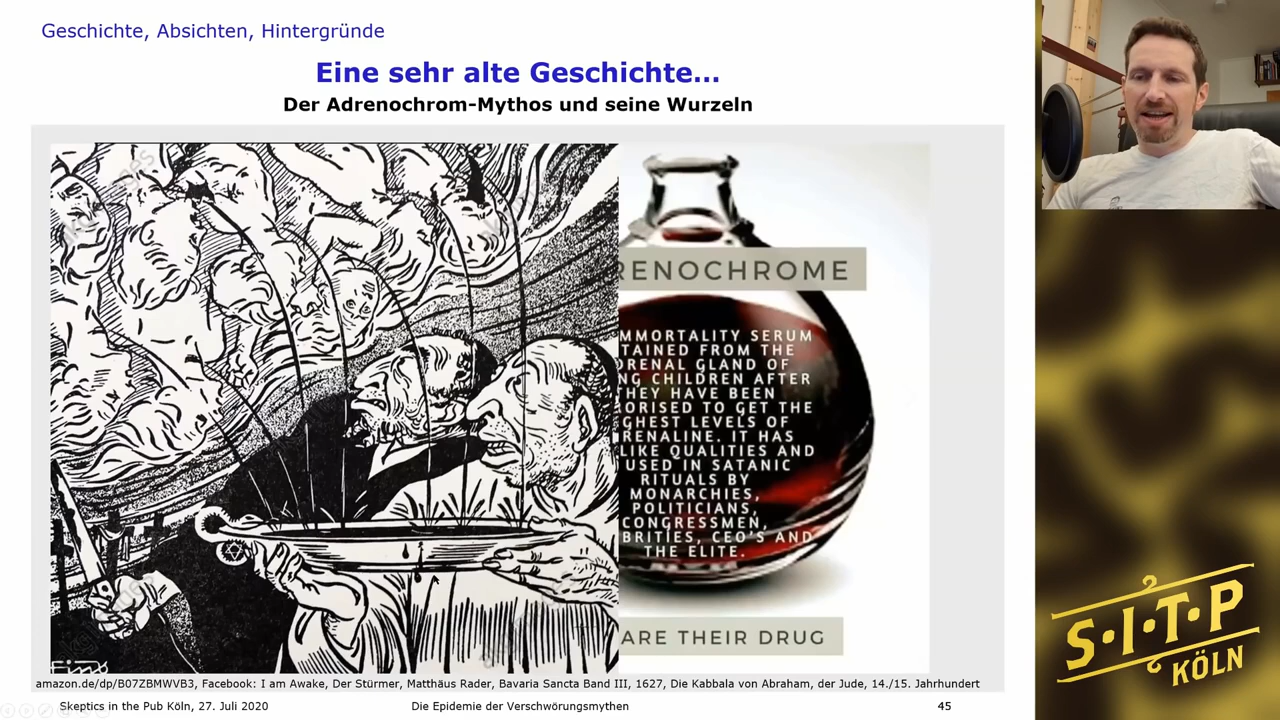 Geschichte, Absichten, Hintergründe
Eine sehr alte Geschichte...
Der Adrenochrom-Mythos und seine Wurzeln
RENOCHROME
MMORTALITY SERUM
TAINED FROM THE
DRENAL GLAND OF
NG CHILDREN AFTER
THEY HAVE BEEN
ORISED TO GET THE
GHEST LEVELS OF
RENALINE. IT HAS
LIKE QUALITIES AND
USED IN SATANIC
RITUALS BY
MONARCHIES,
POLITICIANS,
CONGRESSMEN,
BRITIES, CEO'S AND
THE ELITE.
ARE THEIR DRUG
amazon.de/dp/B07ZBMWVB3, Facebook: I am Awake, Der Stürmer, Matthäus Rader, Bavaria Sancta Band III, 1627, Die Kabbala von Abraham, der Jude, 14./15. Jahrhundert
Skeptics in the Pub Köln, 27. Juli 2020
Die Epidemie der Verschwörungsmythen
45
S·I·T·P
KÖLN